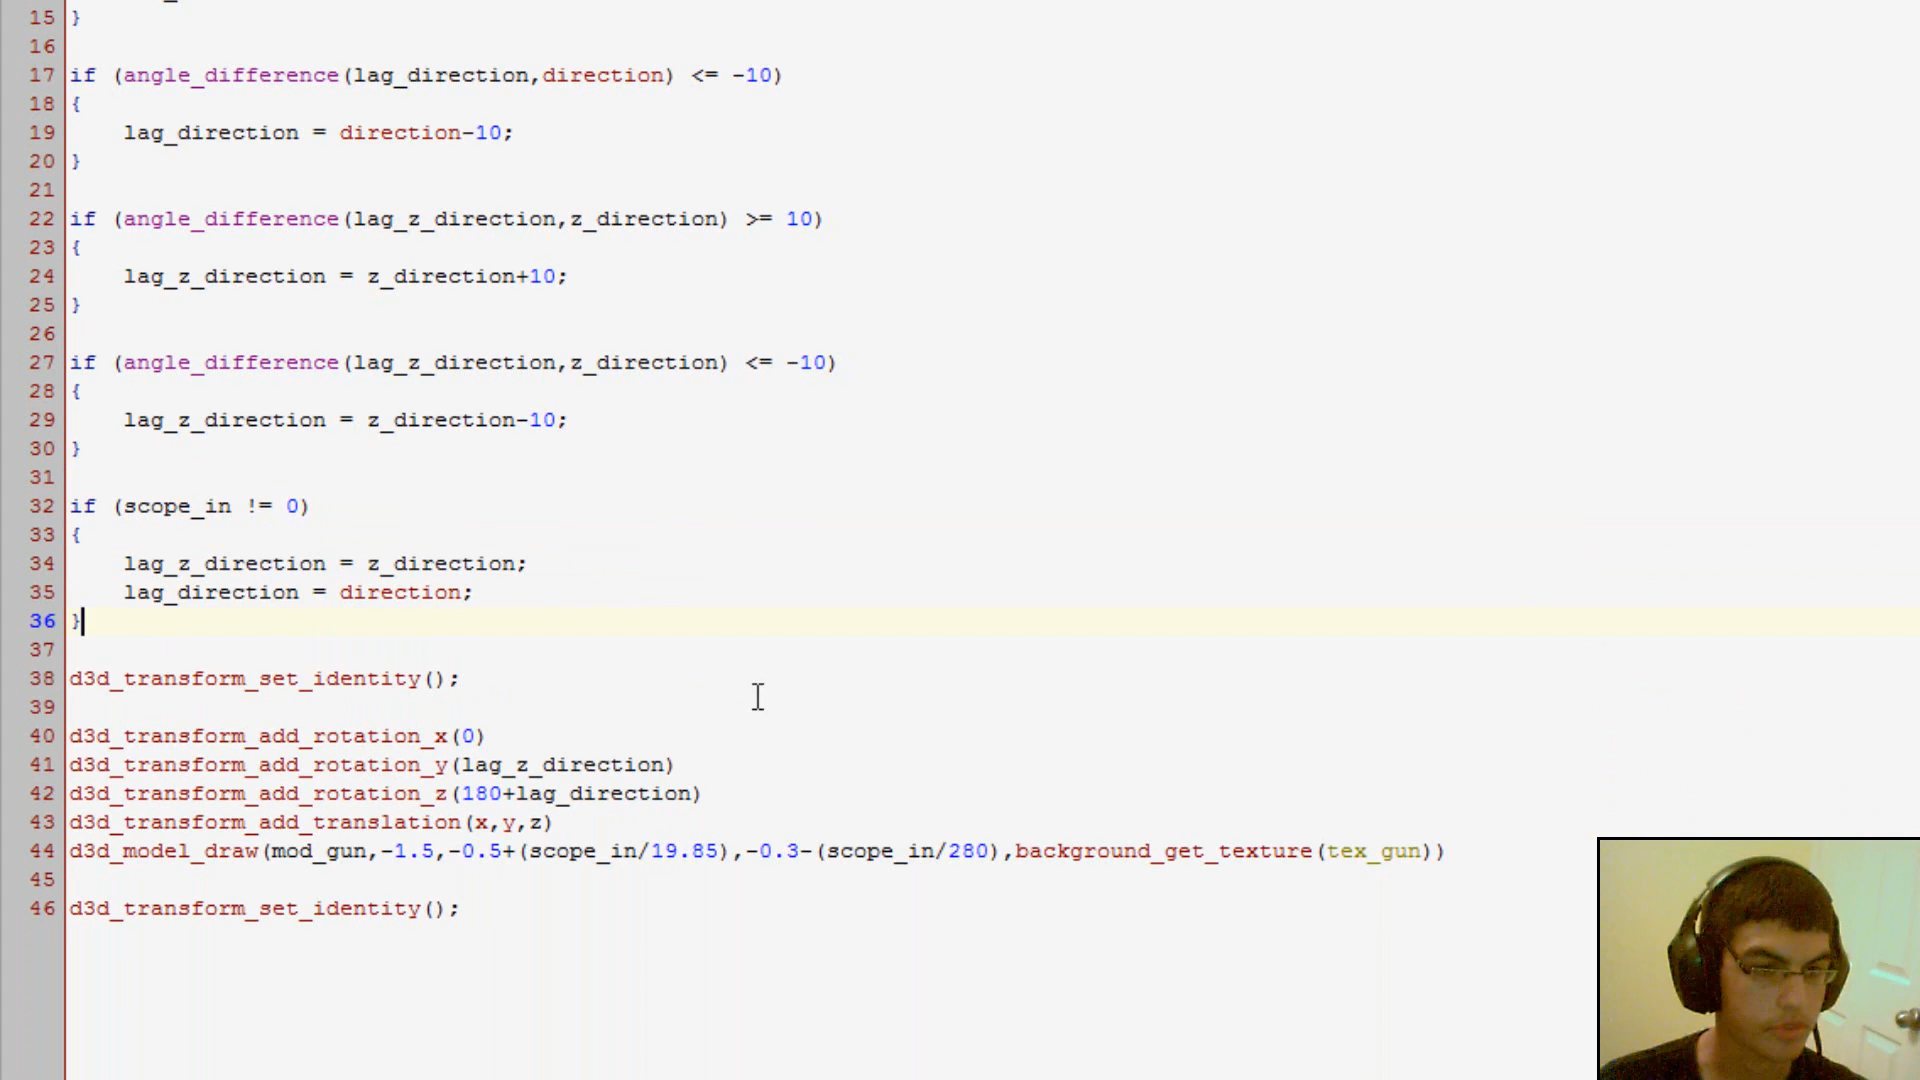 15 }
16
17 if (angle_difference(lag_direction,direction) <= -10)
18 {
19 lag_direction = direction-10;
20 }
21
22 if (angle_difference(lag_z_direction,z_direction) >= 10)
23 {
24 lag_z_direction = z_direction+10;
25 }
26
27 if (angle_difference(lag_z_direction,z_direction) <= -10)
28 {
29 lag_z_direction = z_direction-10;
30 }
31
32 if (scope_in != 0)
33 {
34 lag_z_direction = z_direction;
35 lag_direction = direction;
36 }
37
38 d3d_transform_set_identity();
39
40 d3d_transform_add_rotation_x(0)
41 d3d_transform_add_rotation_y(lag_z_direction)
42 d3d_transform_add_rotation_z(180+lag_direction)
43 d3d_transform_add_translation(x,y,z)
44 d3d_model_draw(mod_gun,-1.5,-0.5+(scope_in/19.85),-0.3-(scope_in/280),background_get_texture(tex_gun))
45
46 d3d_transform_set_identity();